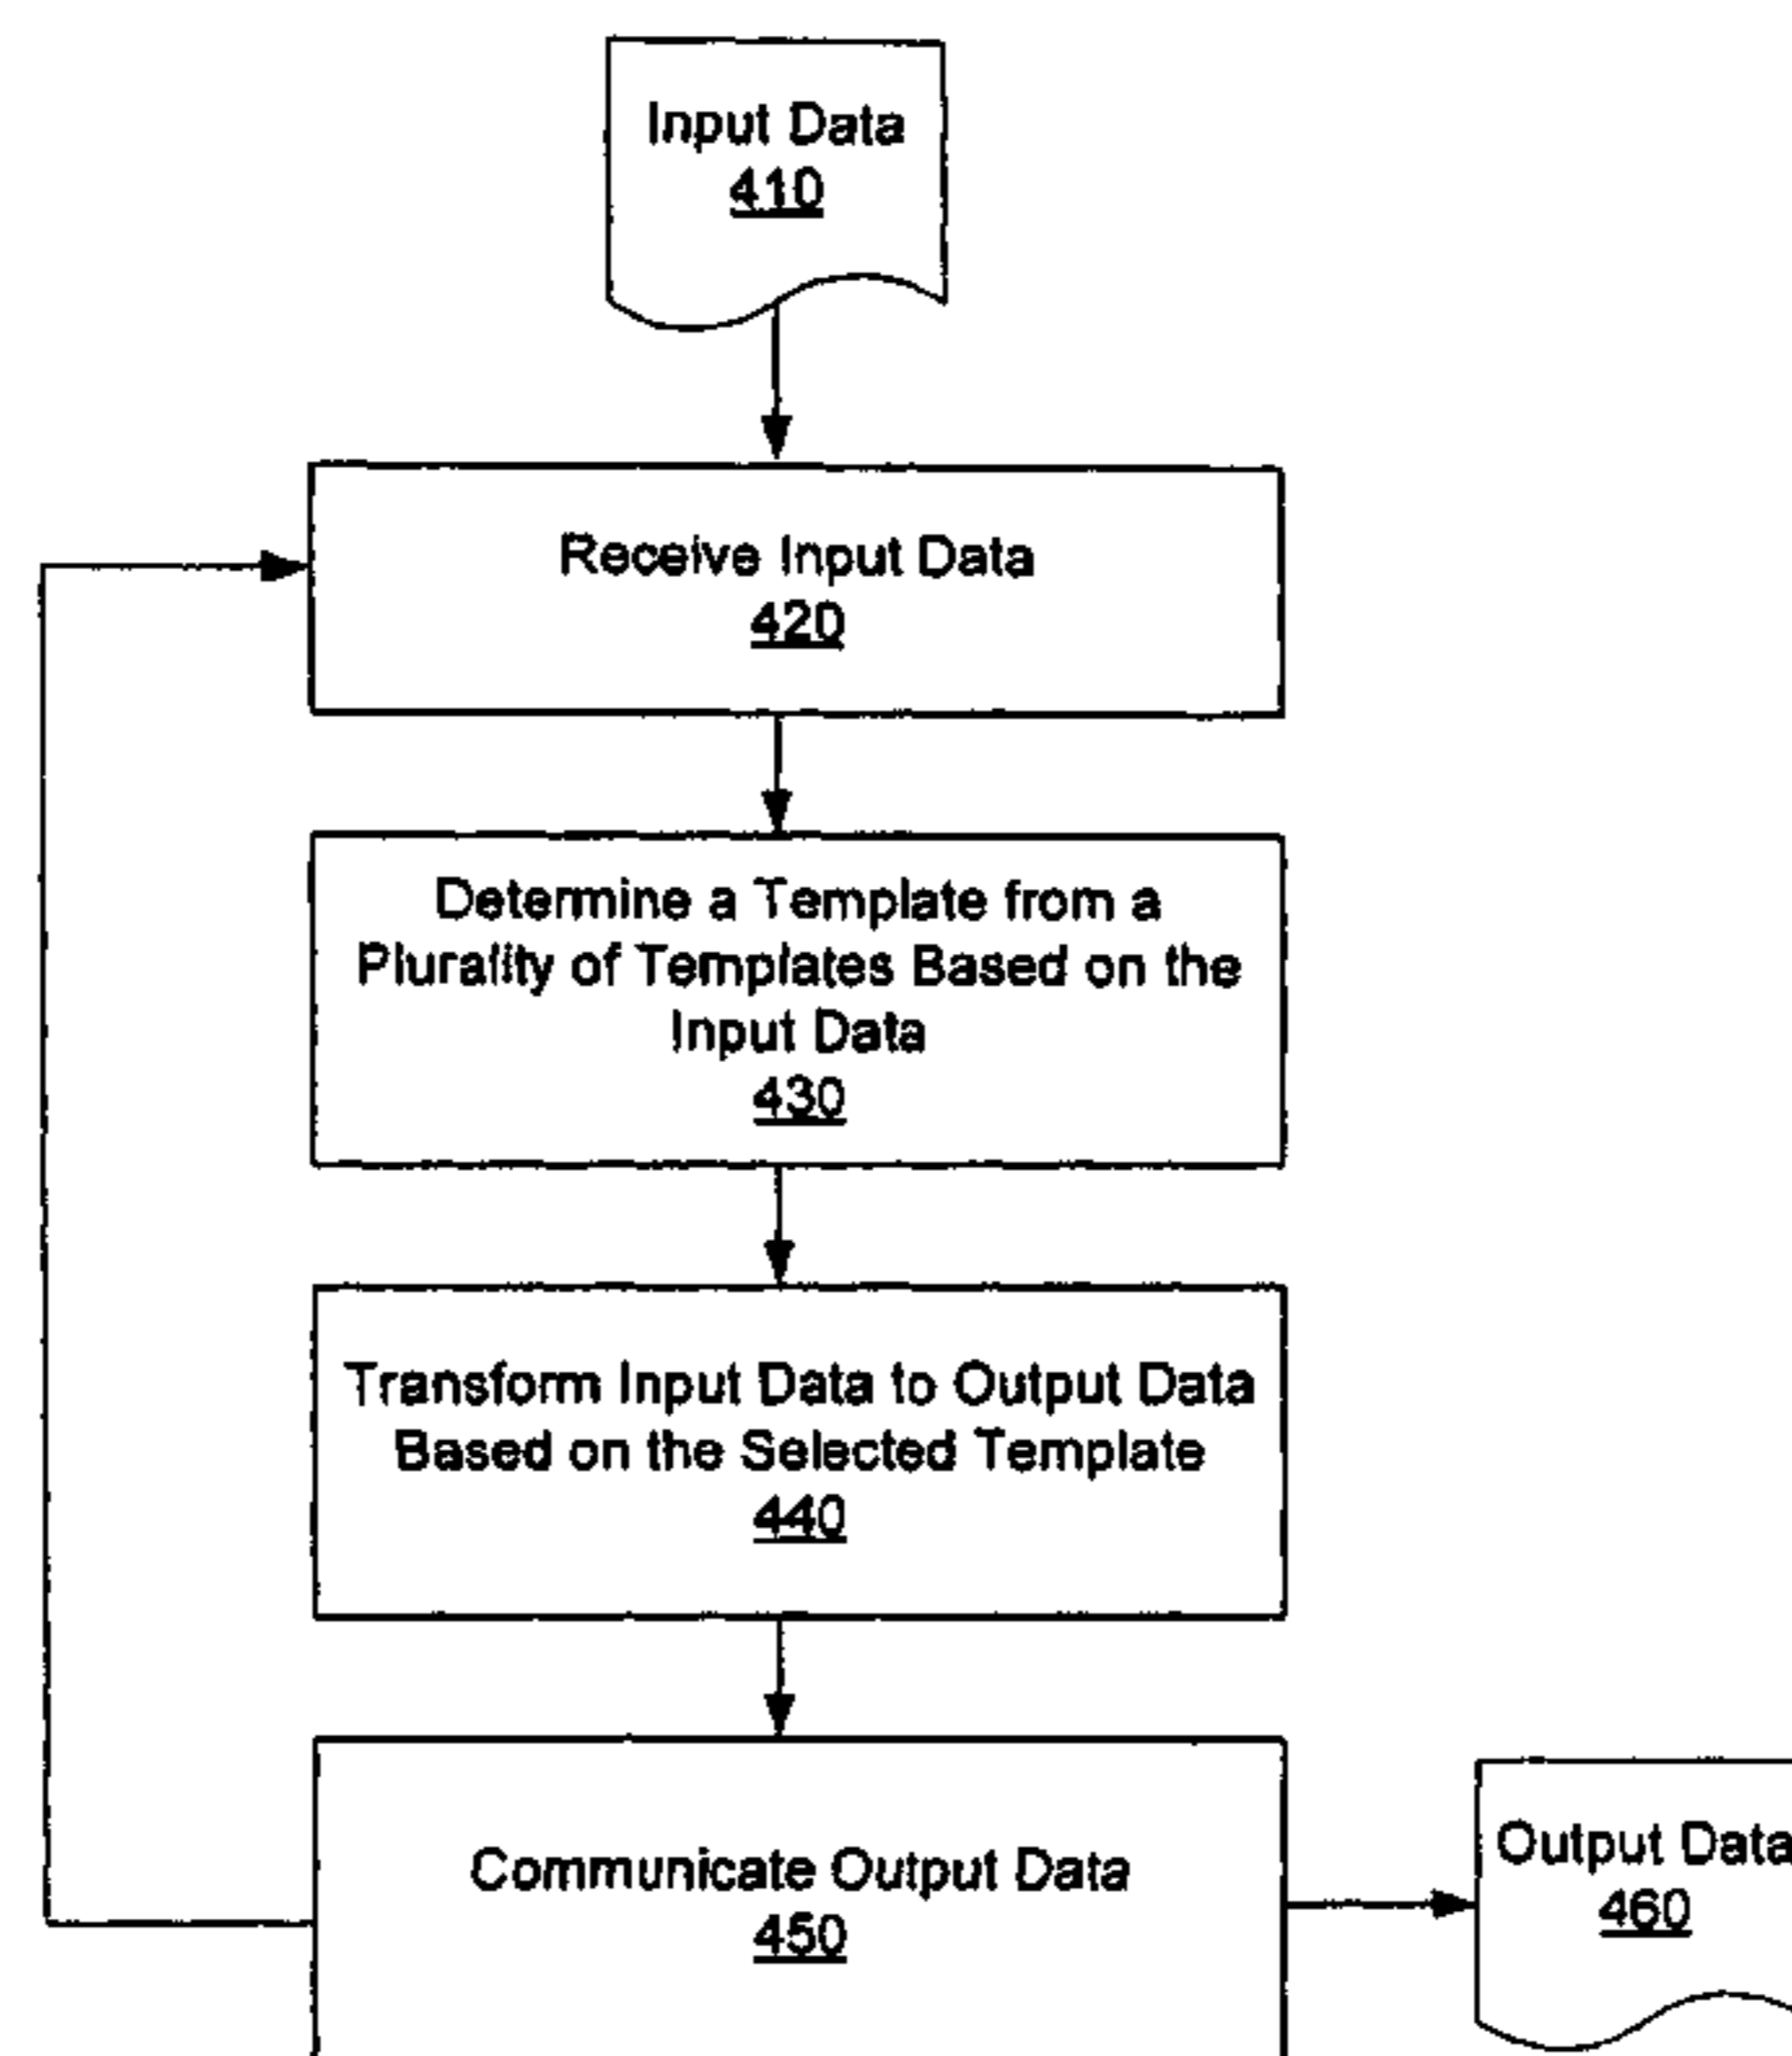 Input Data
410
Receive Input Data
420
Determine a Template from a
Plurality of Templates Based on the
Input Data
430
Transform Input Data to Output Data
Based on the Selected Template
440
Communicate Output Data
450
Output Data
460